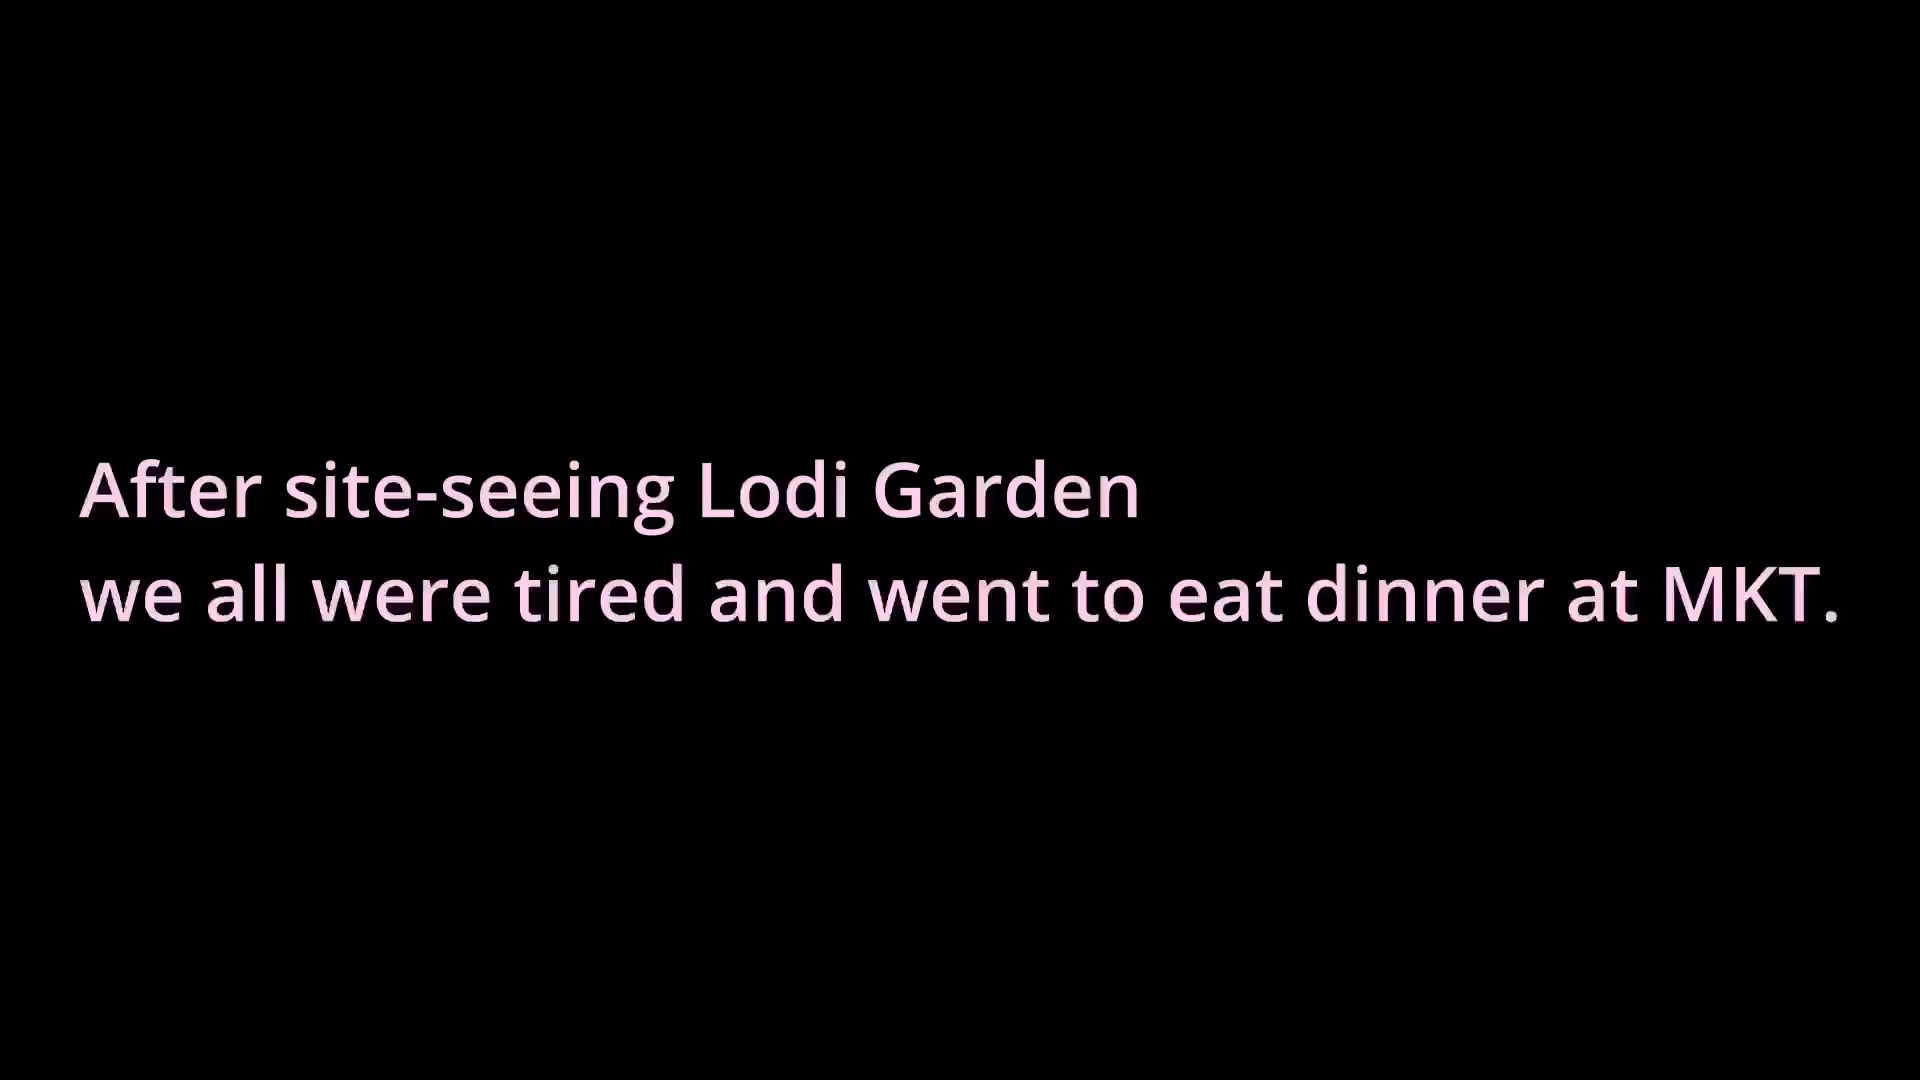 After site-seeing Lodi Garden
we all were tired and went to eat dinner at MKT.